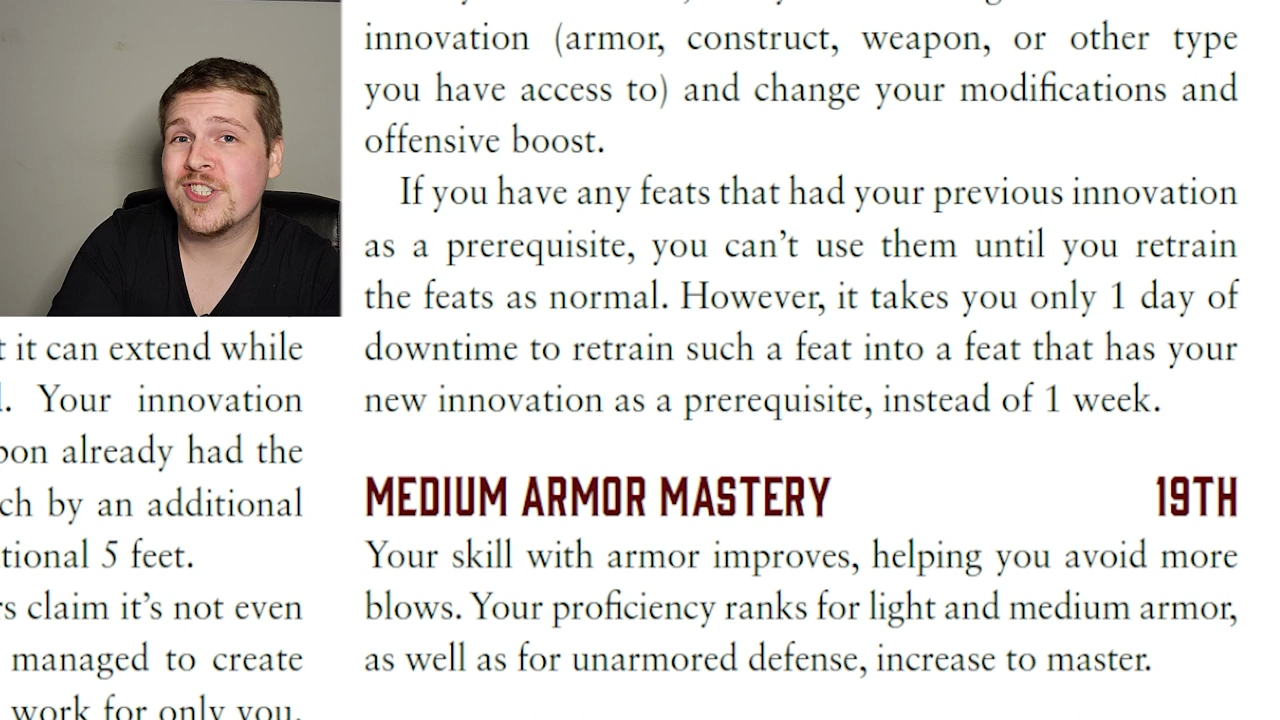 t it can extend while
. Your innovation
pon already had the
ch by an additional
tional 5 feet.
rs claim it's not even
managed to create
work for only you.
innovation (armor, construct, weapon, or other type
you have access to) and change your modifications and
offensive boost.
If you have any feats that had your previous innovation
as a prerequisite, you can't use them until you retrain
the feats as normal. However, it takes you only 1 day of
downtime to retrain such a feat into a feat that has your
new innovation as a prerequisite, instead of 1 week.
MEDIUM ARMOR MASTERY 19TH
Your skill with armor improves, helping you avoid more
blows. Your proficiency ranks for light and medium armor,
as well as for unarmored defense, increase to master.